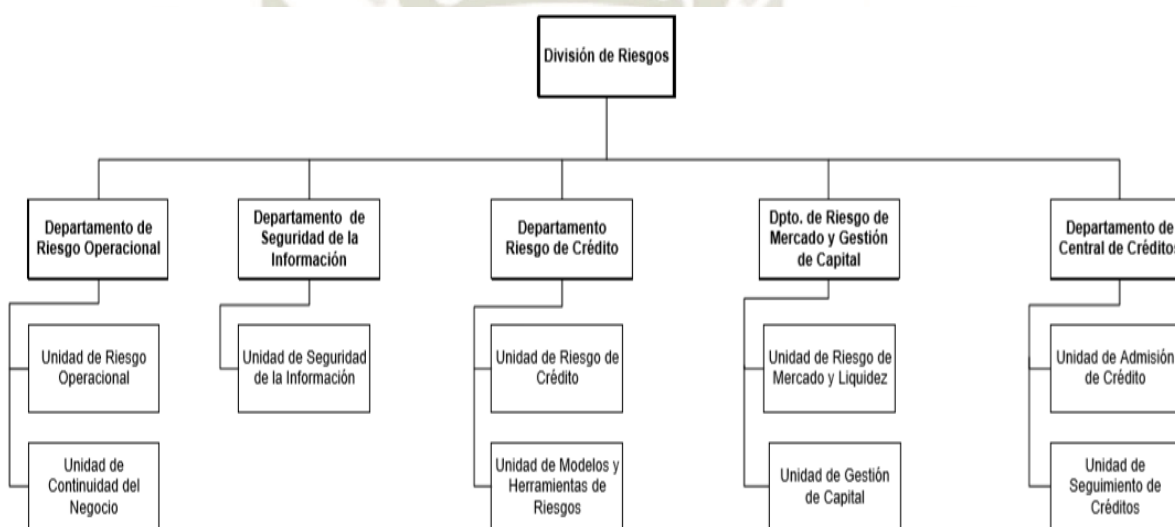 División de Riesgos
Departamento de
Riesgo Operacional
Departamento de
Seguridad de la
Información
Departamento
Riesgo de Crédito
Dpto. de Riesgo de
Mercado y Gestión
de Capital
Departamento de
Central de Créditos
Unidad de Riesgo
Operacional
Unidad de Seguridad
de la Información
Unidad de Riesgo de
Crédito
Unidad de Riesgo de
Mercado y Liquidez
Unidad de Admisión
de Crédito
Unidad de
Continuidad del
Negocio
Unidad de Modelos y
Herramientas de
Riesgos
Unidad de Gestión
de Capital
Unidad de
Seguimiento de
Créditos